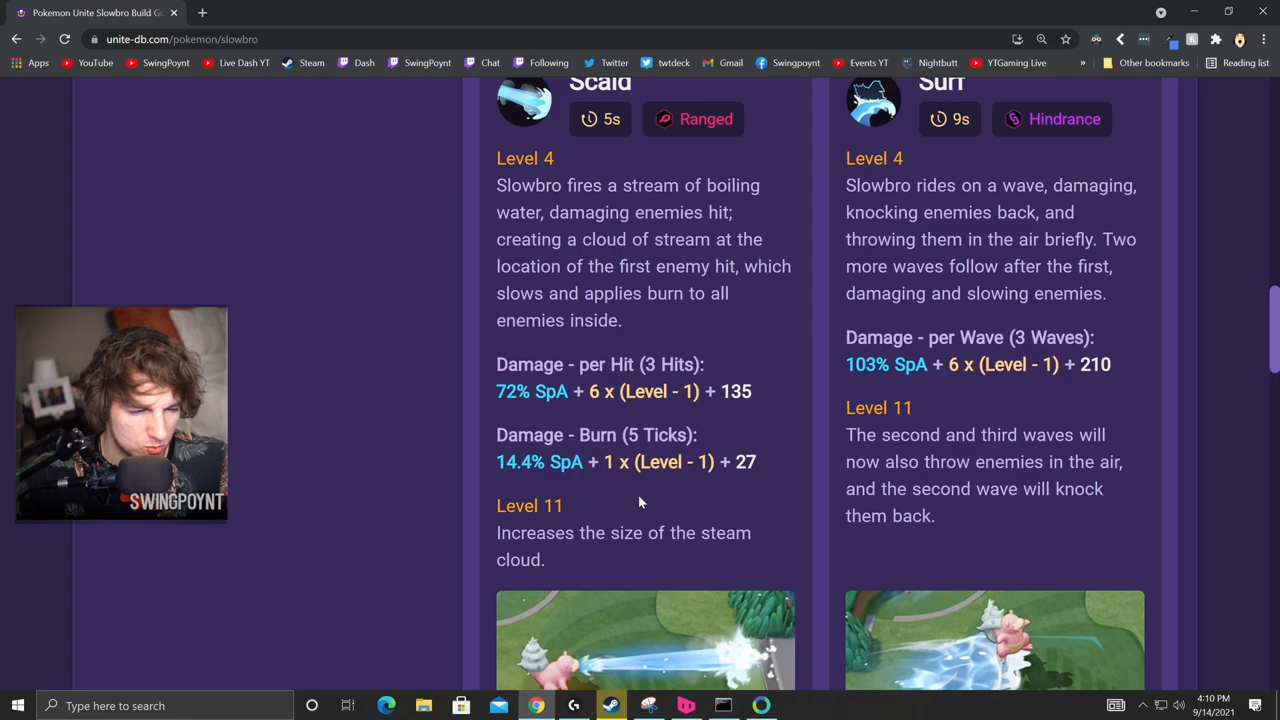 Pokemon Unite Slowbro Build Gu
unite-db.com/pokemon/slowbro
Apps YouTube SwingPoynt Live Dash YT Steam Dash SwingPoynt Chat Following Twitter twtdeck Gmail Swingpoynt Events YT Nightbutt YTGaming Live » Other bookmarks Reading list
Scald
5s Ranged
Level 4
Slowbro fires a stream of boiling
water, damaging enemies hit;
creating a cloud of stream at the
location of the first enemy hit, which
slows and applies burn to all
enemies inside.
Damage - per Hit (3 Hits):
72% SpA + 6 x (Level - 1) + 135
Damage - Burn (5 Ticks):
14.4% SpA + 1 x (Level - 1) + 27
Level 11
Increases the size of the steam
cloud.
Surf
9s Hindrance
Level 4
Slowbro rides on a wave, damaging,
knocking enemies back, and
throwing them in the air briefly. Two
more waves follow after the first,
damaging and slowing enemies.
Damage - per Wave (3 Waves):
103% SpA + 6 x (Level - 1) + 210
Level 11
The second and third waves will
now also throw enemies in the air,
and the second wave will knock
them back.
SWINGPOYNT
Type here to search
4:10 PM
9/14/2021